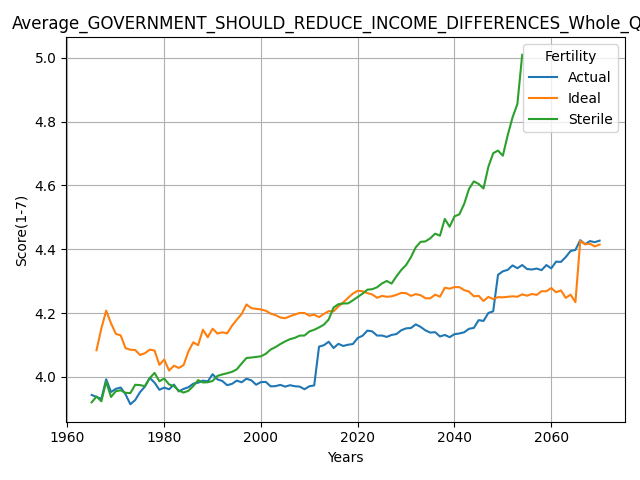 Average_GOVERNMENT_SHOULD_REDUCE_INCOME_DIFFERENCES_Whole_Q
Fertility
Actual
Ideal
Sterile
Score(1-7)
5.0
4.8
4.6
4.4
4.2
4.0
1960 1980 2000 2020 2040 2060
Years